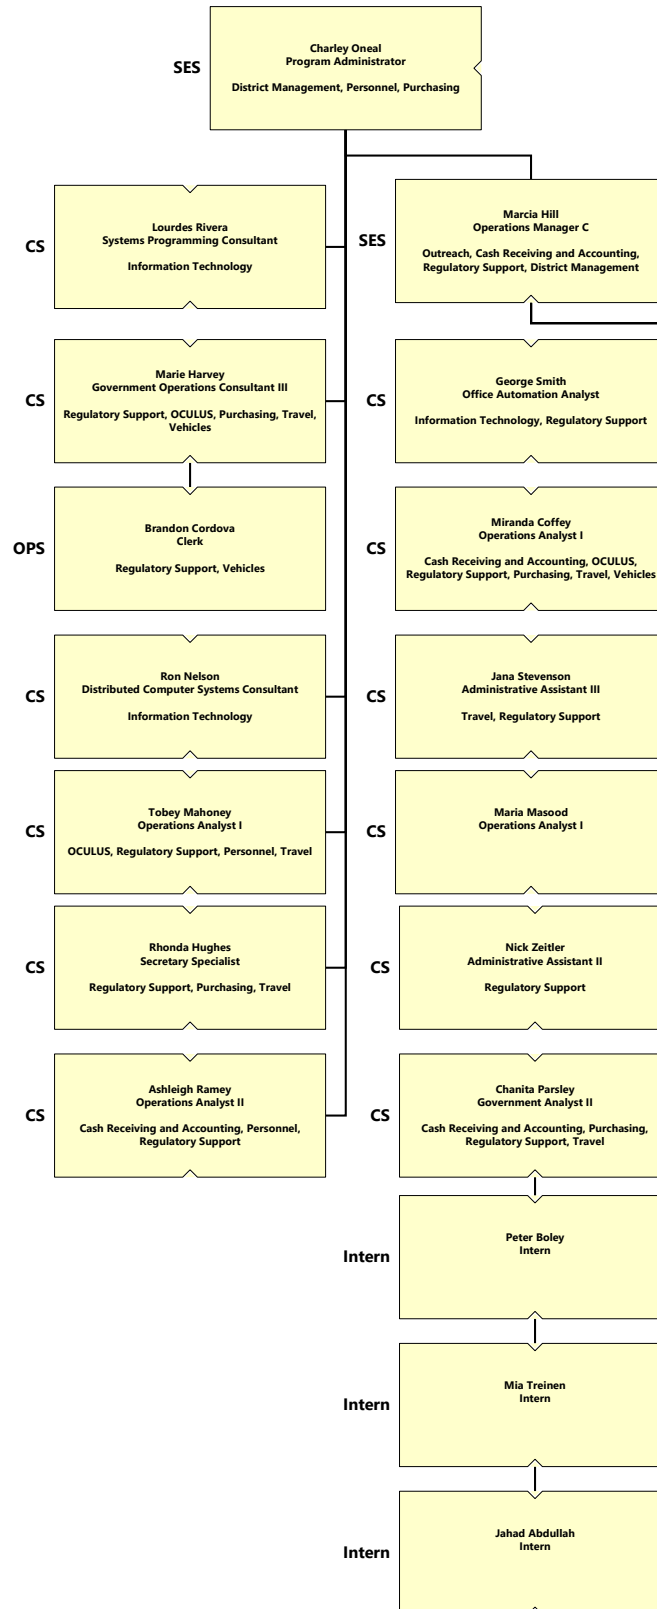 SES
Charley Oneal
Program Administrator
District Management, Personnel, Purchasing
CS
Lourdes Rivera
Systems Programming Consultant
Information Technology
SES
Marcia Hill
Operations Manager C
Outreach, Cash Receiving and Accounting,
Regulatory Support, District Management
CS
Marie Harvey
Government Operations Consultant III
Regulatory Support, OCULUS, Purchasing, Travel,
Vehicles
CS
George Smith
Office Automation Analyst
Information Technology, Regulatory Support
OPS
Brandon Cordova
Clerk
Regulatory Support, Vehicles
CS
Miranda Coffey
Operations Analyst I
Cash Receiving and Accounting, OCULUS,
Regulatory Support, Purchasing, Travel, Vehicles
CS
Ron Nelson
Distributed Computer Systems Consultant
Information Technology
CS
Jana Stevenson
Administrative Assistant III
Travel, Regulatory Support
CS
Tobey Mahoney
Operations Analyst I
OCULUS, Regulatory Support, Personnel, Travel
CS
Maria Masood
Operations Analyst I
CS
Rhonda Hughes
Secretary Specialist
Regulatory Support, Purchasing, Travel
CS
Nick Zeitler
Administrative Assistant II
Regulatory Support
CS
Ashleigh Ramey
Operations Analyst II
Cash Receiving and Accounting, Personnel,
Regulatory Support
CS
Chanita Parsley
Government Analyst II
Cash Receiving and Accounting, Purchasing,
Regulatory Support, Travel
Intern
Peter Boley
Intern
Intern
Mia Treinen
Intern
Intern
Jahad Abdullah
Intern